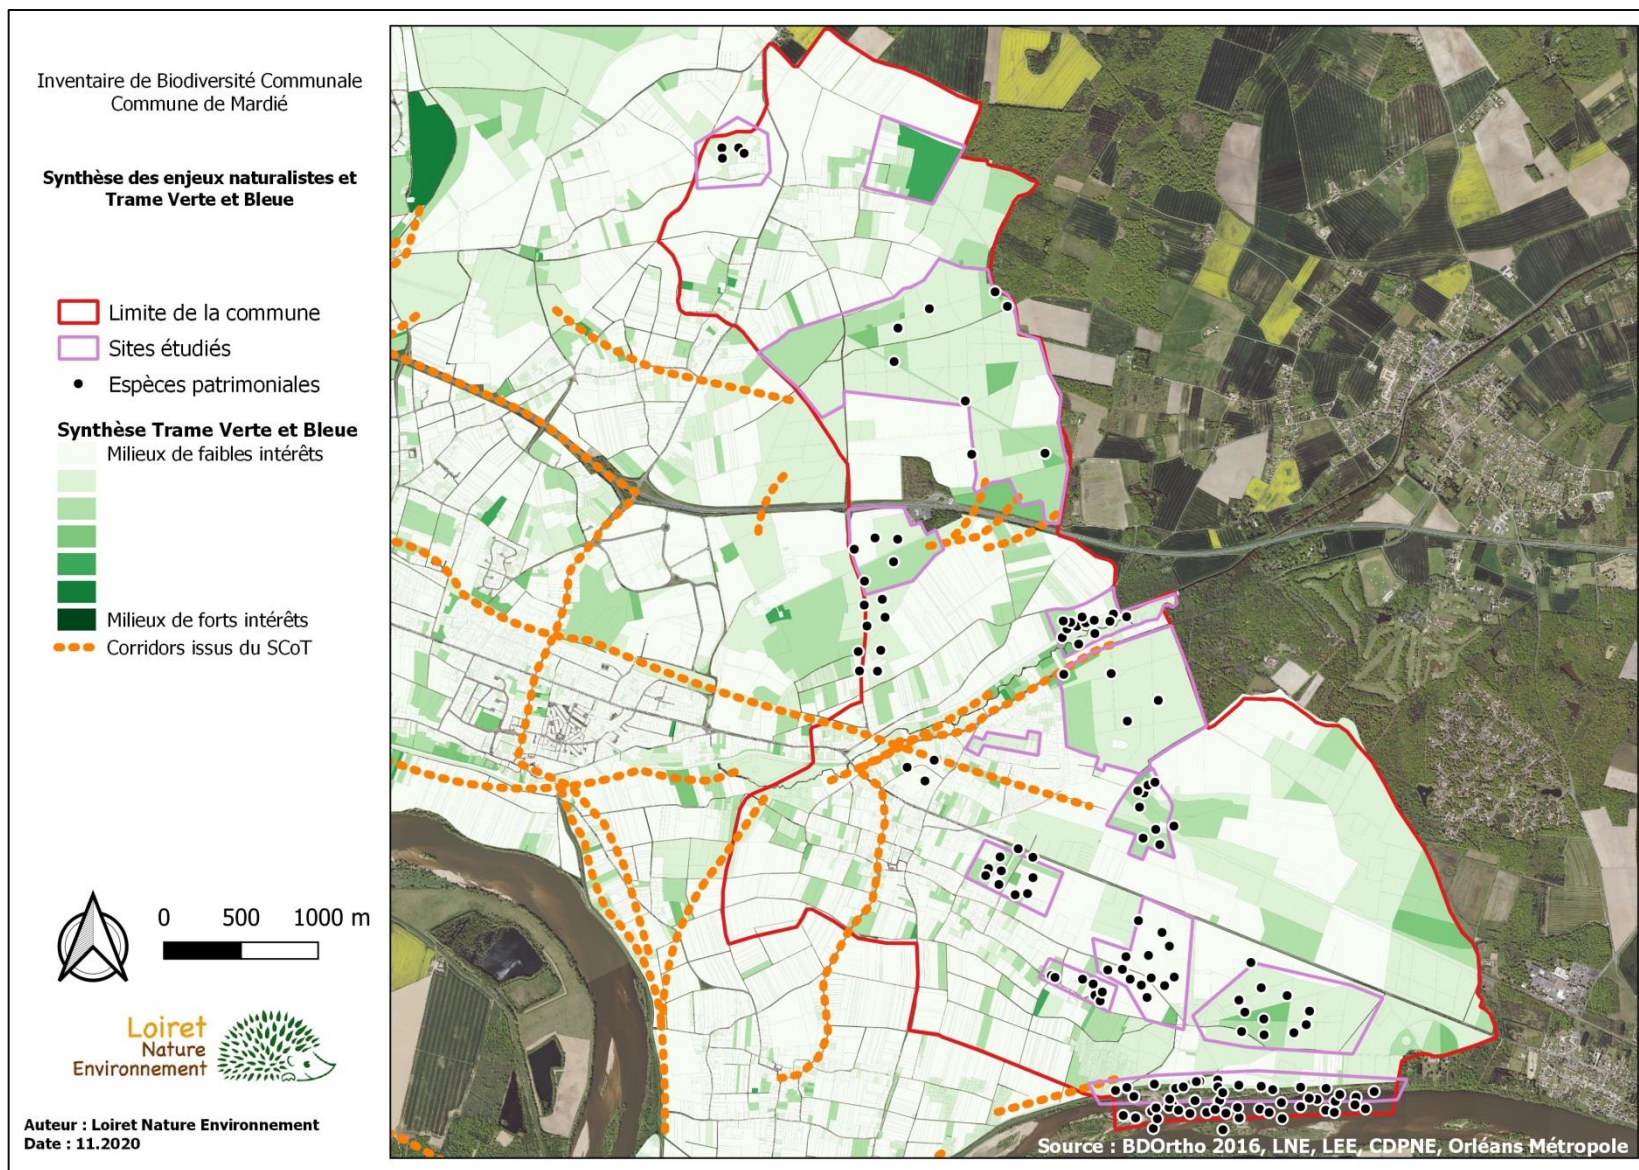 Inventaire de Biodiversité Communale
Commune de Mardié
Synthèse des enjeux naturalistes et
Trame Verte et Bleue
Limite de la commune
Sites étudiés
Espèces patrimoniales
Synthèse Trame Verte et Bleue
Milieux de faibles intérêts
Milieux de forts intérêts
Corridors issus du SCoT
0 500 1000 m
Loiret
Nature
Environnement
Auteur : Loiret Nature Environnement
Date : 11.2020
Source : BDOrtho 2016, LNE, LEE, CDPNE, Orléans Métropole